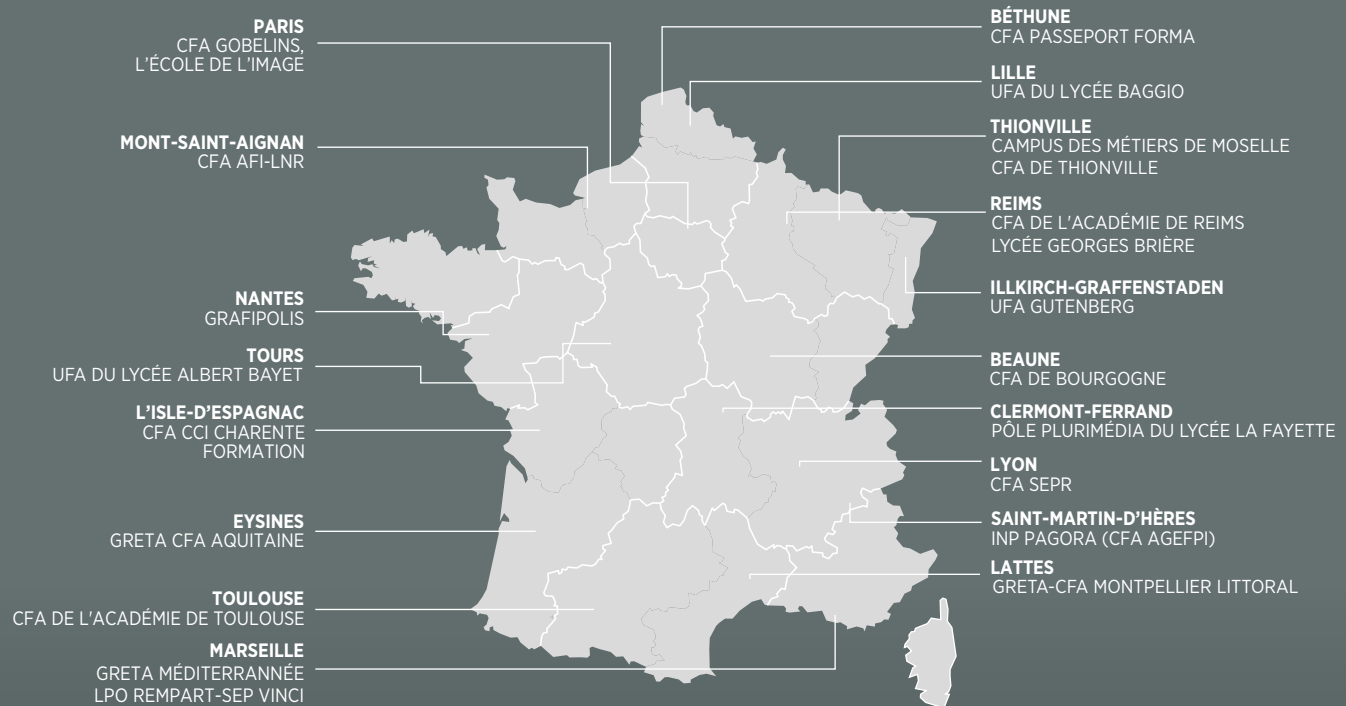 PARIS
CFA GOBELINS,
L'ÉCOLE DE L'IMAGE
MONT-SAINT-AIGNAN
CFA AFI-LNR
NANTES
GRAFIPOLIS
TOURS
UFA DU LYCÉE ALBERT BAYET
L'ISLE-D'ESPAGNAC
CFA CCI CHARENTE
FORMATION
EYSINES
GRETA CFA AQUITAINE
TOULOUSE
CFA DE L'ACADÉMIE DE TOULOUSE
MARSEILLE
GRETA MÉDITERRANNÉE
LPO REMPART-SEP VINCI
BÉTHUNE
CFA PASSEPORT FORMA
LILLE
UFA DU LYCÉE BAGGIO
THIONVILLE
CAMPUS DES MÉTIERS DE MOSELLE
CFA DE THIONVILLE
REIMS
CFA DE L'ACADÉMIE DE REIMS
LYCÉE GEORGES BRIÈRE
ILLKIRCH-GRAFFENSTADEN
UFA GUTENBERG
BEAUNE
CFA DE BOURGOGNE
CLERMONT-FERRAND
PÔLE PLURIMÉDIA DU LYCÉE LA FAYETTE
LYON
CFA SEPR
SAINT-MARTIN-D'HÈRES
INP PAGORA (CFA AGEFPI)
LATTES
GRETA-CFA MONTPELLIER LITTORAL